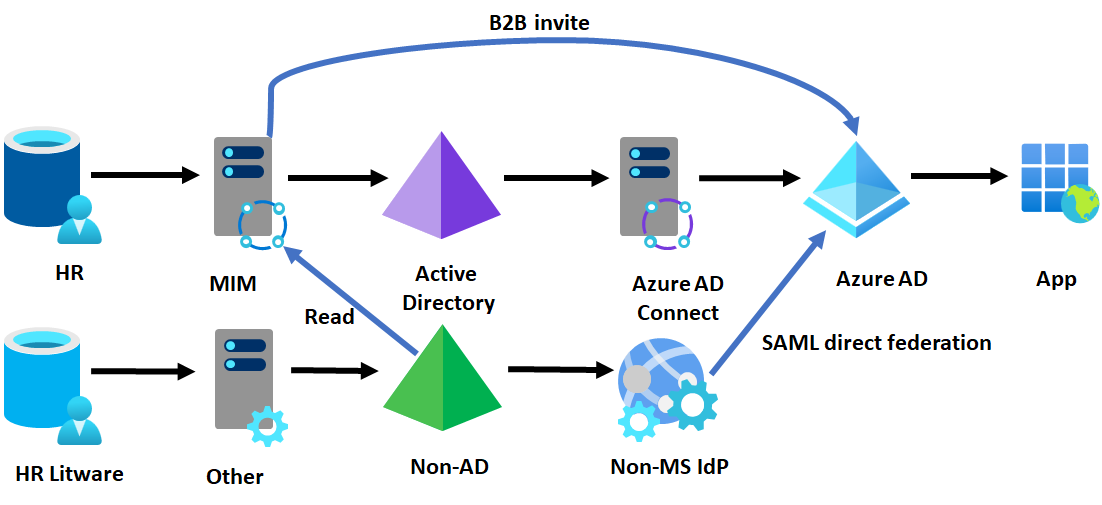 B2B invite
HR
MIM
Active
Directory
Azure AD
Connect
Azure AD
App
Read
SAML direct federation
HR Litware
Other
Non-AD
Non-MS IdP